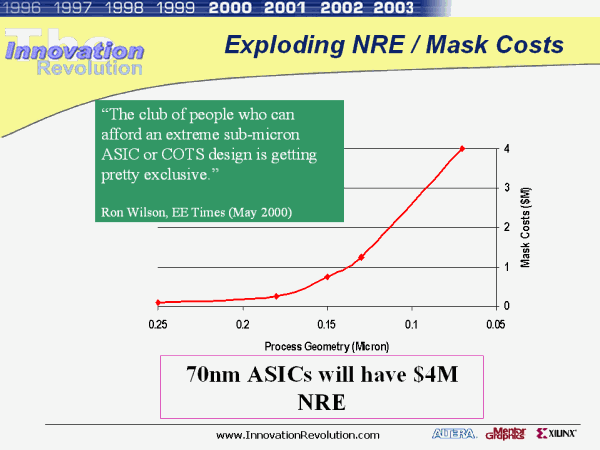 1996 1997 1998 1999 2000 2001 2002 2003
The
Innovation
Revolution
Exploding NRE / Mask Costs
“The club of people who can
afford an extreme sub-micron
ASIC or COTS design is getting
pretty exclusive.”
Ron Wilson, EE Times (May 2000)
4
3
2
1
0
Mask Costs ($M)
0.25 0.2 0.15 0.1 0.05
Process Geometry (Micron)
70nm ASICs will have $4M
NRE
www.InnovationRevolution.com
ALTERA
Mentor
Graphics
XILINX